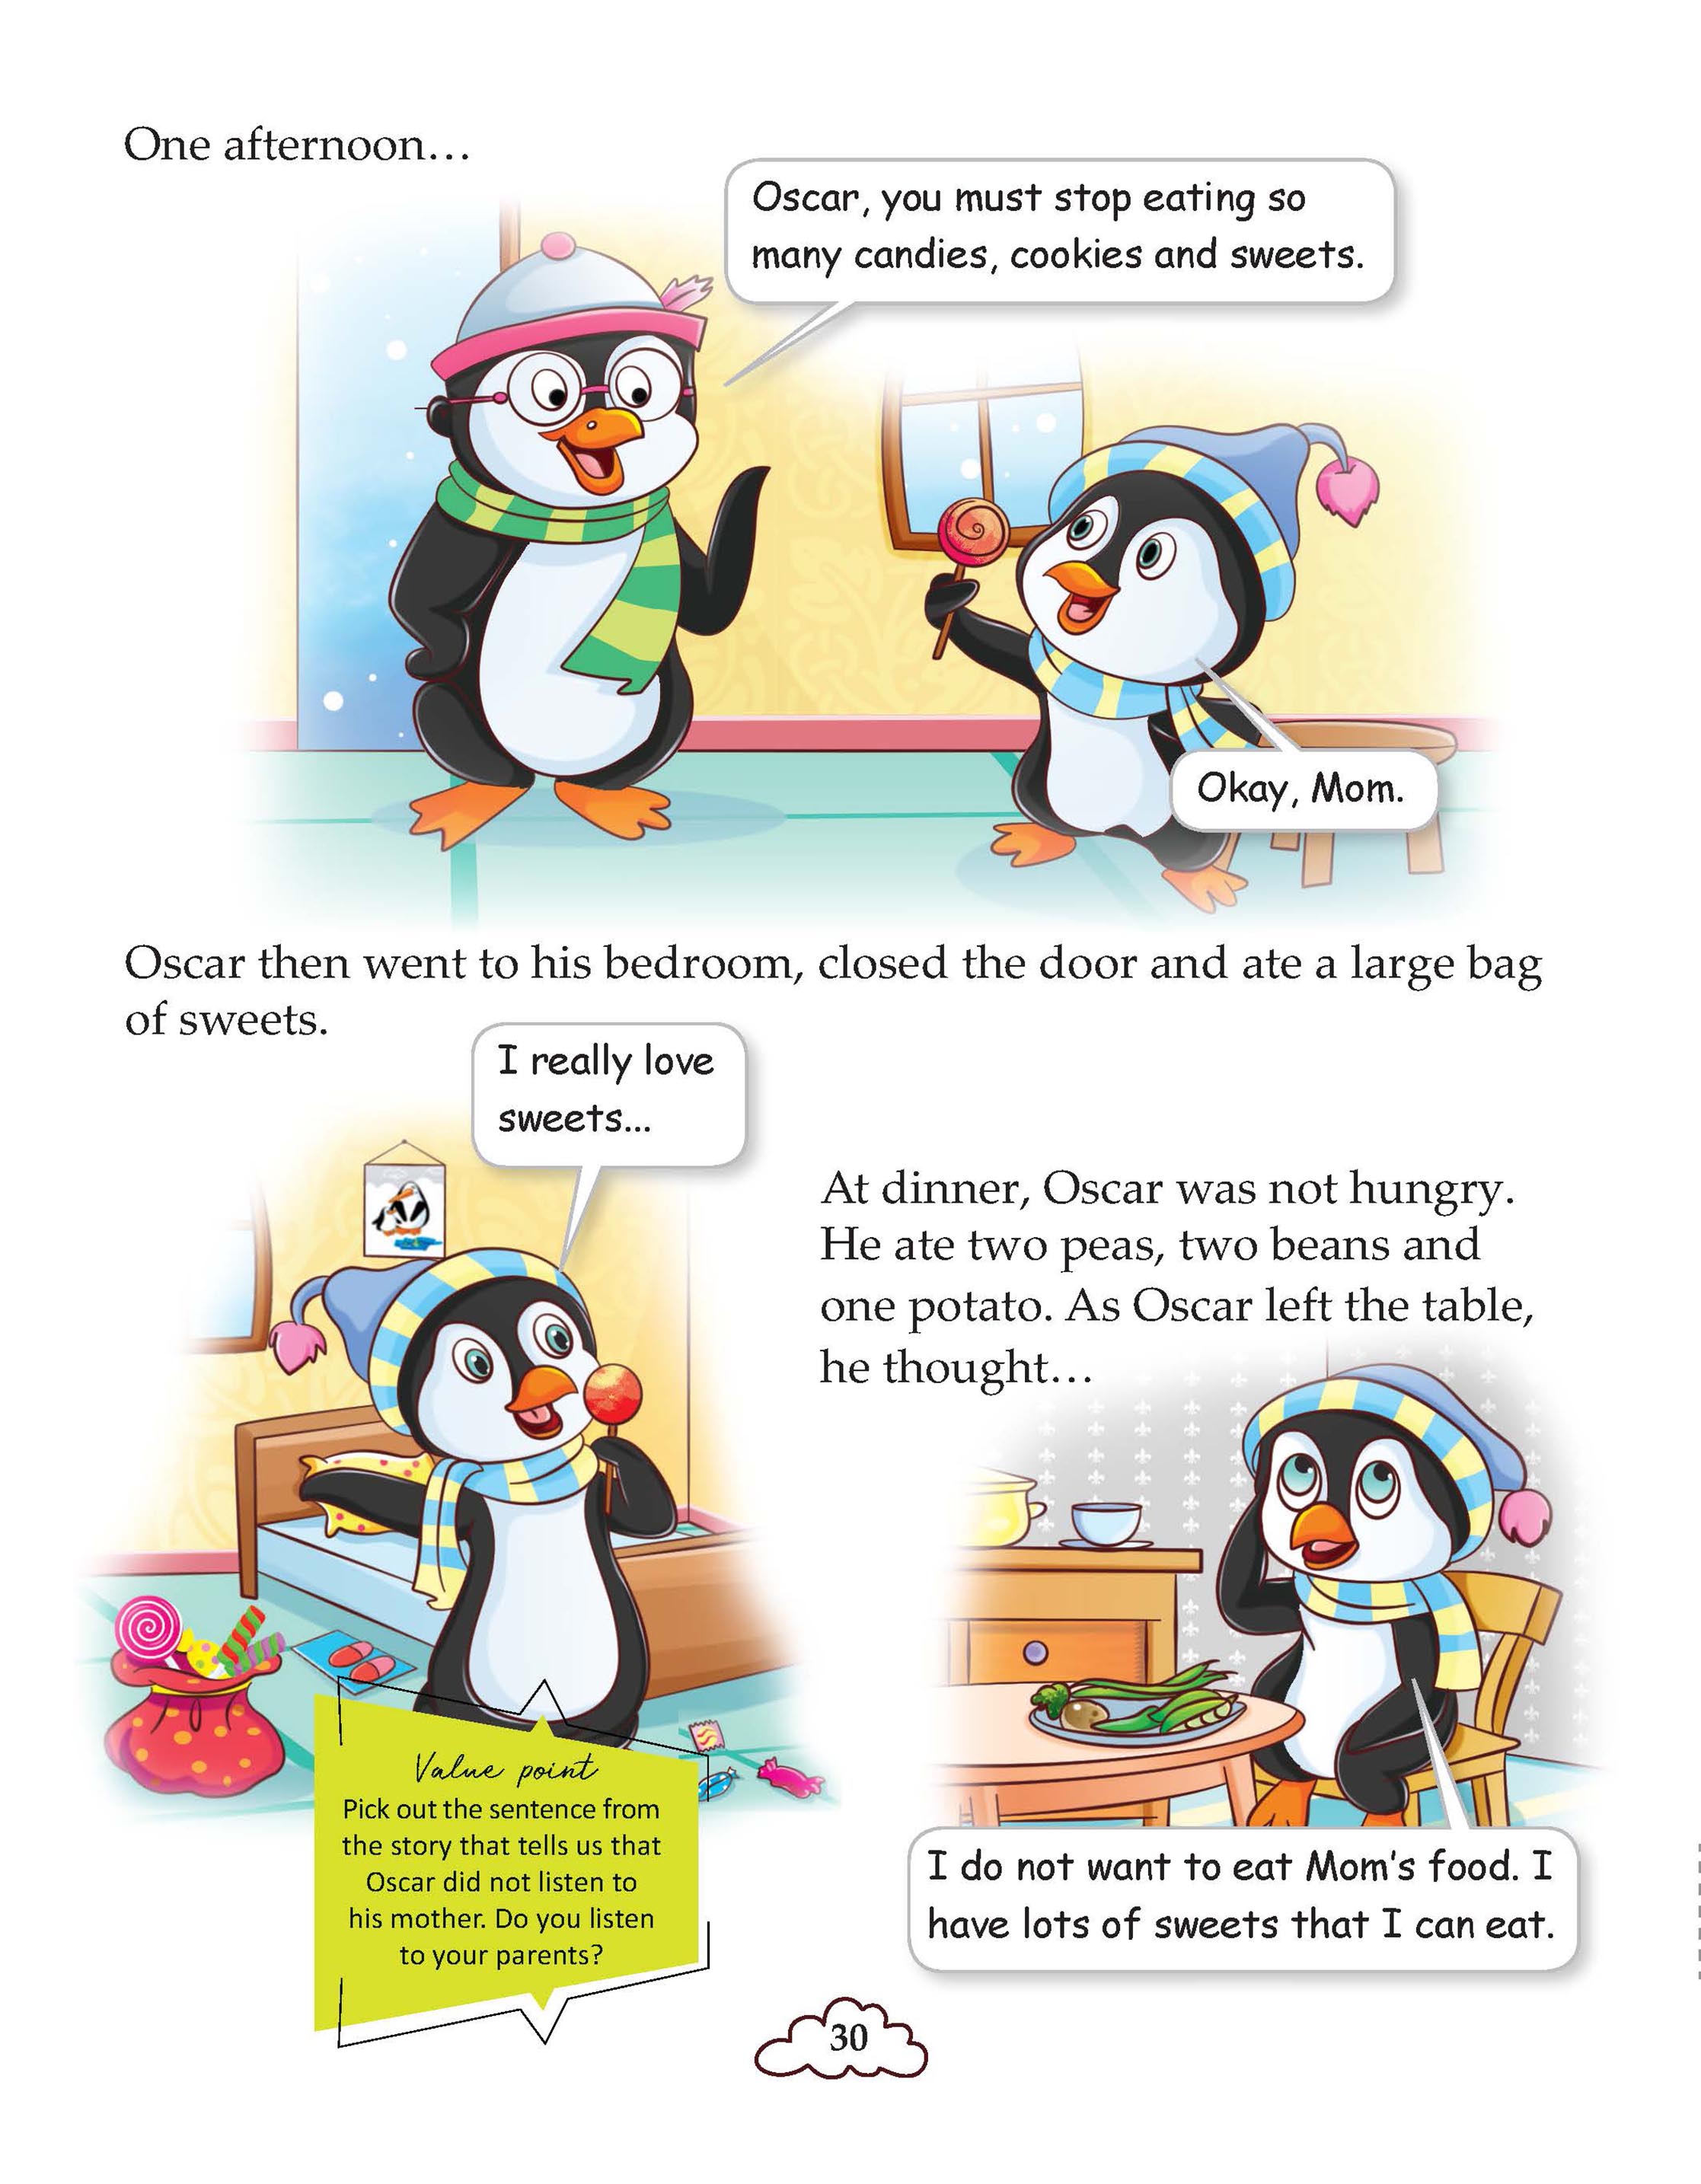 One afternoon…
Oscar, you must stop eating so
many candies, cookies and sweets.
Okay, Mom.
Oscar then went to his bedroom, closed the door and ate a large bag
of sweets.
I really love
sweets...
At dinner, Oscar was not hungry.
He ate two peas, two beans and
one potato. As Oscar left the table,
he thought…
Value point
Pick out the sentence from
the story that tells us that
Oscar did not listen to
his mother. Do you listen
to your parents?
I do not want to eat Mom's food. I
have lots of sweets that I can eat.
30